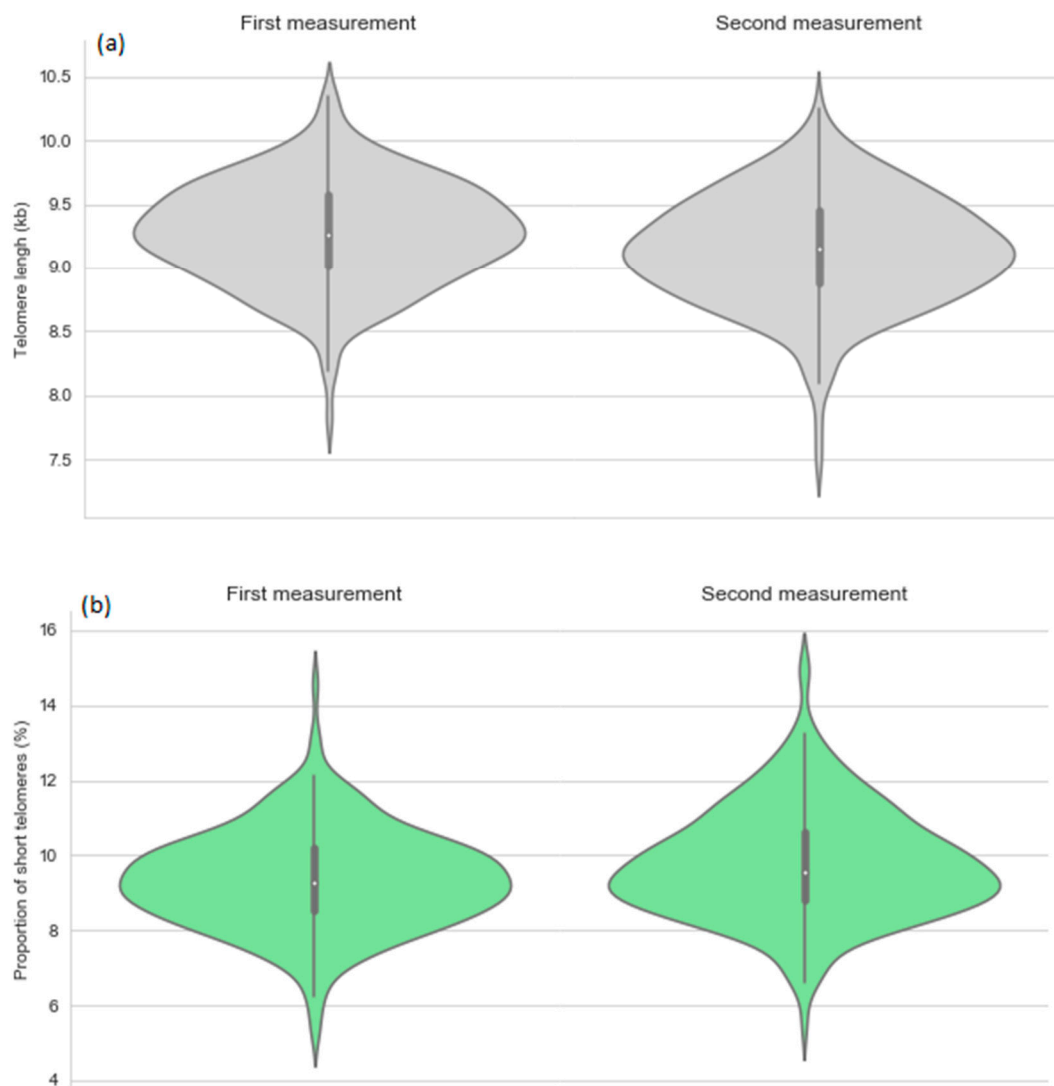 First measurement Second measurement
(a)
10.5
10.0
9.5
9.0
8.5
8.0
7.5
Telomere lengh (kb)
First measurement Second measurement
(b)
16
14
12
10
8
6
4
Proportion of short telomeres (%)